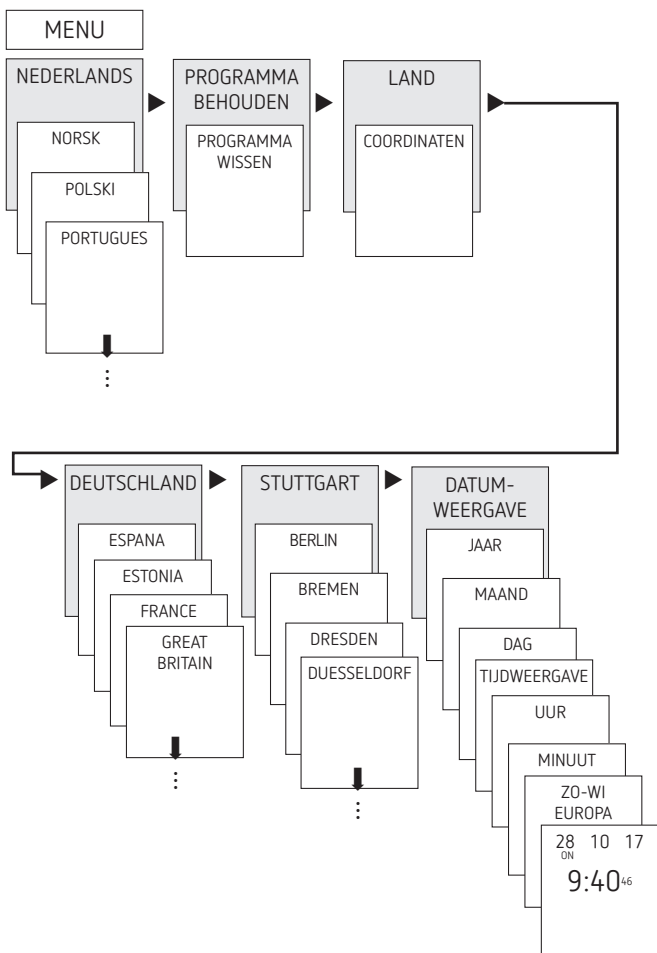 MENU
NEDERLANDS
NORSK
POLSKI
PORTUGUES
⋮
PROGRAMMA
BEHOUDEN
PROGRAMMA
WISSEN
LAND
COORDINATEN
DEUTSCHLAND
ESPANA
ESTONIA
FRANCE
GREAT
BRITAIN
⋮
STUTTGART
BERLIN
BREMEN
DRESDEN
DUESSELDORF
⋮
DATUM-
WEERGAVE
JAAR
MAAND
DAG
TIJDWEERGAVE
UUR
MINUUT
ZO-WI
EUROPA
28 10 17
ON
9:40 46